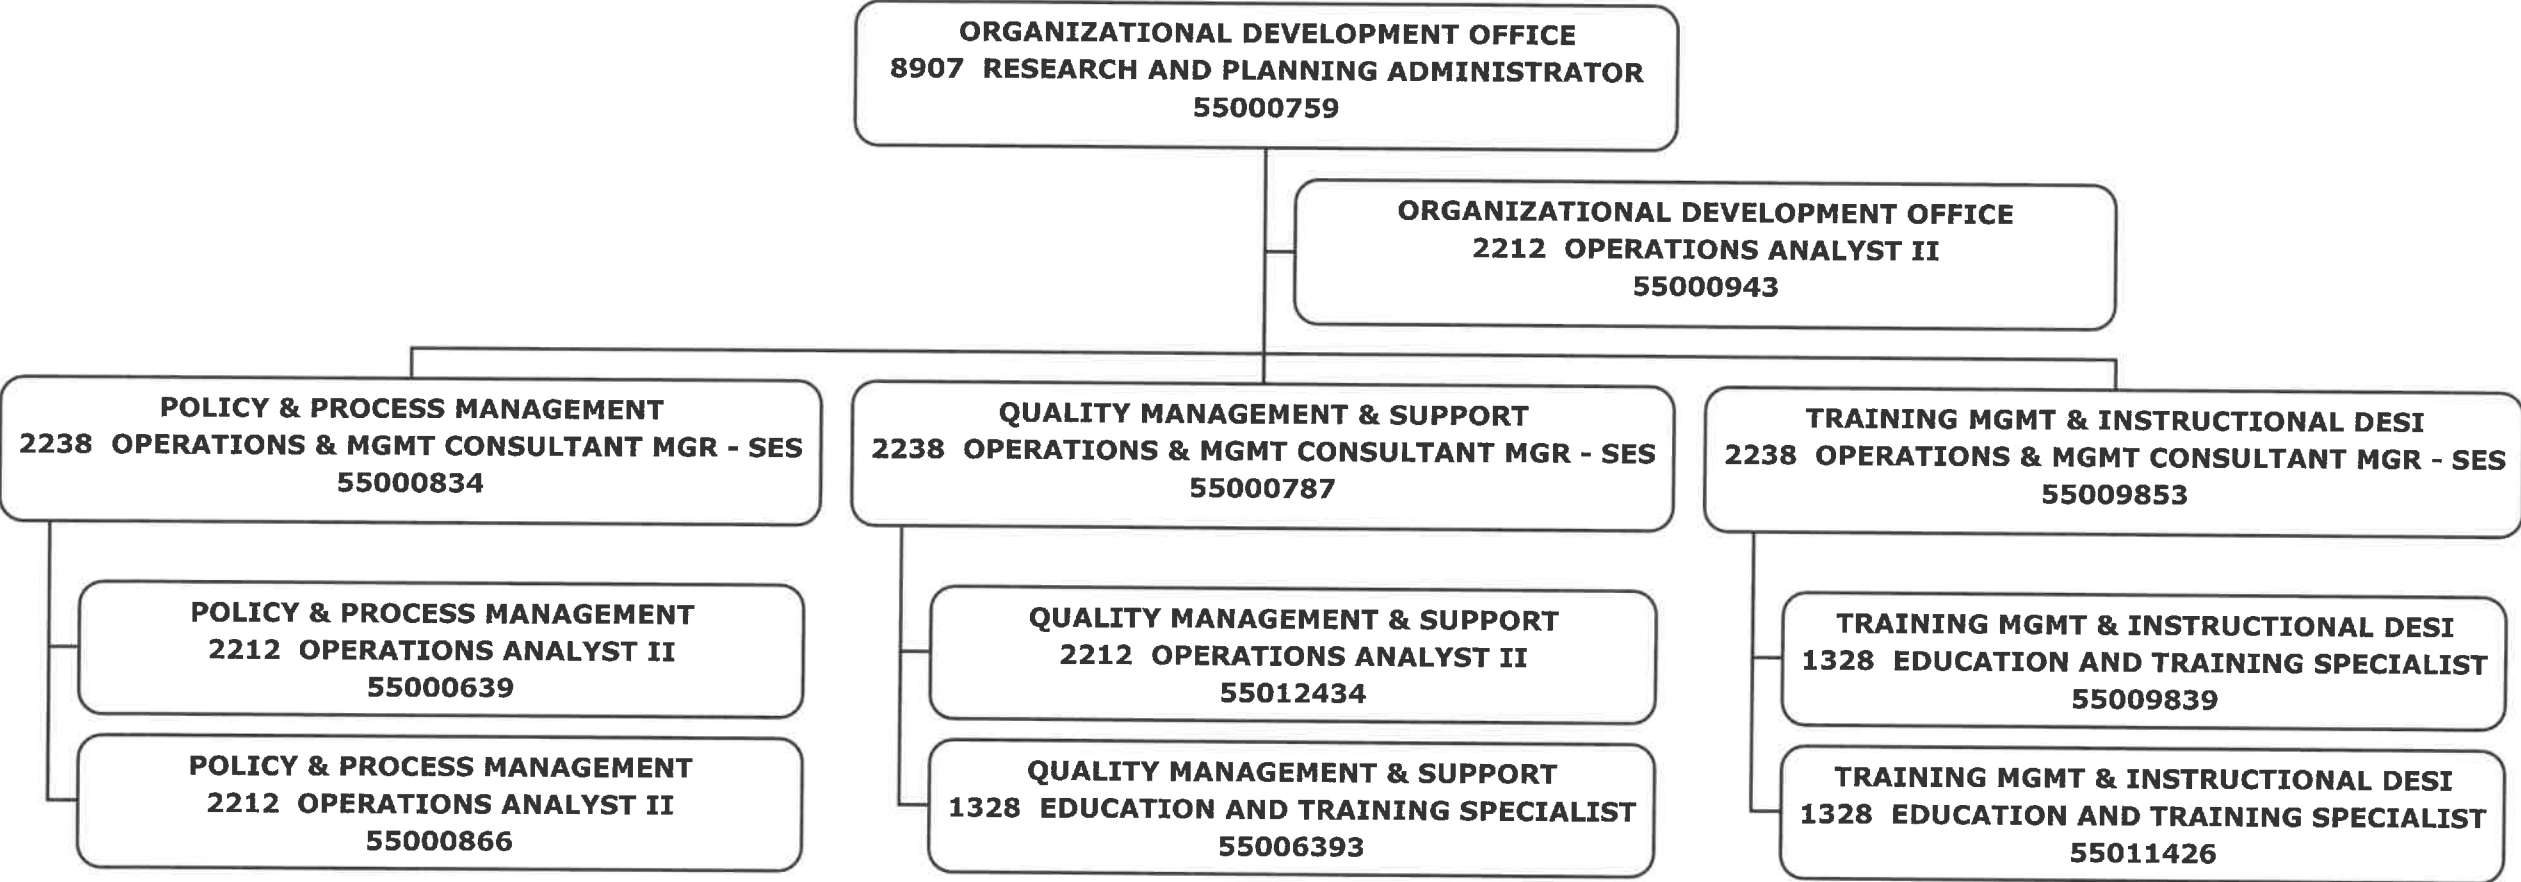 ORGANIZATIONAL DEVELOPMENT OFFICE
8907 RESEARCH AND PLANNING ADMINISTRATOR
55000759
ORGANIZATIONAL DEVELOPMENT OFFICE
2212 OPERATIONS ANALYST II
55000943
POLICY & PROCESS MANAGEMENT
2238 OPERATIONS & MGMT CONSULTANT MGR - SES
55000834
POLICY & PROCESS MANAGEMENT
2212 OPERATIONS ANALYST II
55000639
POLICY & PROCESS MANAGEMENT
2212 OPERATIONS ANALYST II
55000866
QUALITY MANAGEMENT & SUPPORT
2238 OPERATIONS & MGMT CONSULTANT MGR - SES
55000787
QUALITY MANAGEMENT & SUPPORT
2212 OPERATIONS ANALYST II
55012434
QUALITY MANAGEMENT & SUPPORT
1328 EDUCATION AND TRAINING SPECIALIST
55006393
TRAINING MGMT & INSTRUCTIONAL DESI
2238 OPERATIONS & MGMT CONSULTANT MGR - SES
55009853
TRAINING MGMT & INSTRUCTIONAL DESI
1328 EDUCATION AND TRAINING SPECIALIST
55009839
TRAINING MGMT & INSTRUCTIONAL DESI
1328 EDUCATION AND TRAINING SPECIALIST
55011426